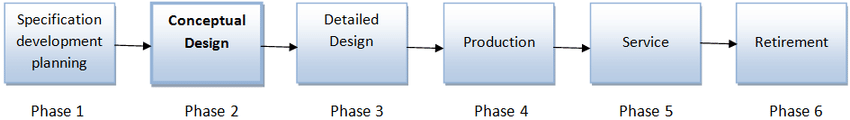 Specification
development
planning
Conceptual
Design
Detailed
Design
Production
Service
Retirement
Phase 1
Phase 2
Phase 3
Phase 4
Phase 5
Phase 6